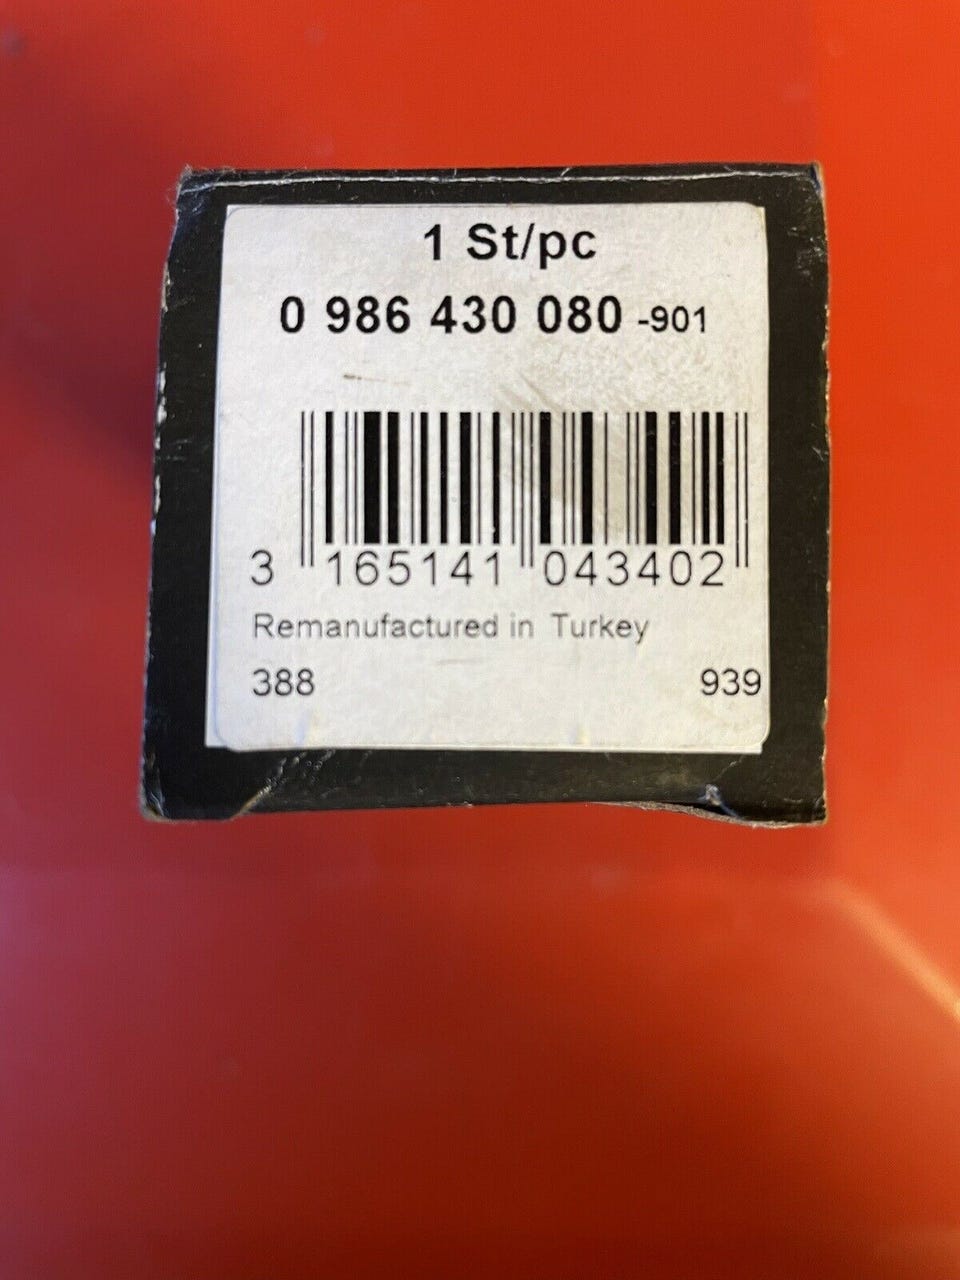 1 St/pc
0 986 430 080 -901
3 165141 043402
Remanufactured in Turkey
388 939